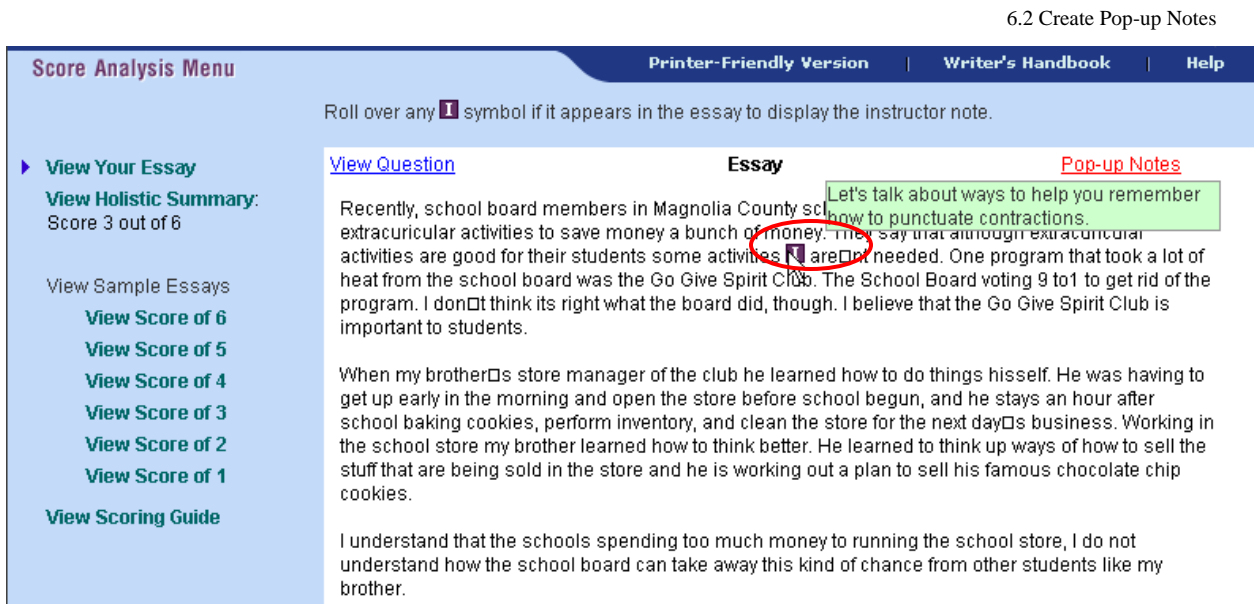 6.2 Create Pop-up Notes
Score Analysis Menu
Printer-Friendly Version | Writer's Handbook | Help
Roll over any I symbol if it appears in the essay to display the instructor note.
View Your Essay
View Holistic Summary:
Score 3 out of 6
View Sample Essays
View Score of 6
View Score of 5
View Score of 4
View Score of 3
View Score of 2
View Score of 1
View Scoring Guide
View Question Essay Pop-up Notes
Let's talk about ways to help you remember
how to punctuate contractions.
Recently, school board members in Magnolia County
extracuricular activities to save money a bunch of money. They say that although extracuricular
activities are good for their students some activities I are□nt needed. One program that took a lot of
heat from the school board was the Go Give Spirit Club. The School Board voting 9 to1 to get rid of the
program. I don□t think its right what the board did, though. I believe that the Go Give Spirit Club is
important to students.
When my brother□s store manager of the club he learned how to do things hisself. He was having to
get up early in the morning and open the store before school begun, and he stays an hour after
school baking cookies, perform inventory, and clean the store for the next day□s business. Working in
the school store my brother learned how to think better. He learned to think up ways of how to sell the
stuff that are being sold in the store and he is working out a plan to sell his famous chocolate chip
cookies.
I understand that the schools spending too much money to running the school store, I do not
understand how the school board can take away this kind of chance from other students like my
brother.